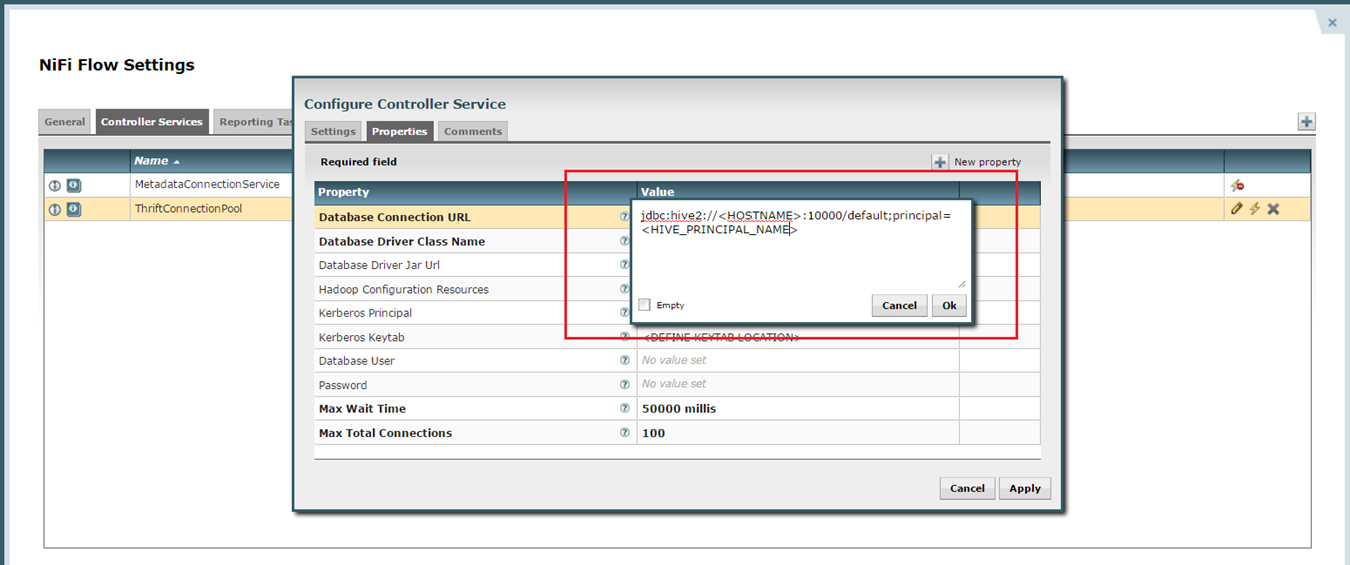 NiFi Flow Settings
General Controller Services Reporting Tas
Name
MetadataConnectionService
ThriftConnectionPool
Configure Controller Service
Settings Properties Comments
Required field
New property
Property Value
Database Connection URL
jdbc:hive2://<HOSTNAME>:10000/default;principal=
<HIVE_PRINCIPAL_NAME>
Database Driver Class Name
Database Driver Jar Url
Hadoop Configuration Resources
Empty Cancel Ok
Kerberos Principal
Kerberos Keytab <DEFINE KEYTAB LOCATION>
Database User No value set
Password No value set
Max Wait Time 50000 millis
Max Total Connections 100
Cancel Apply